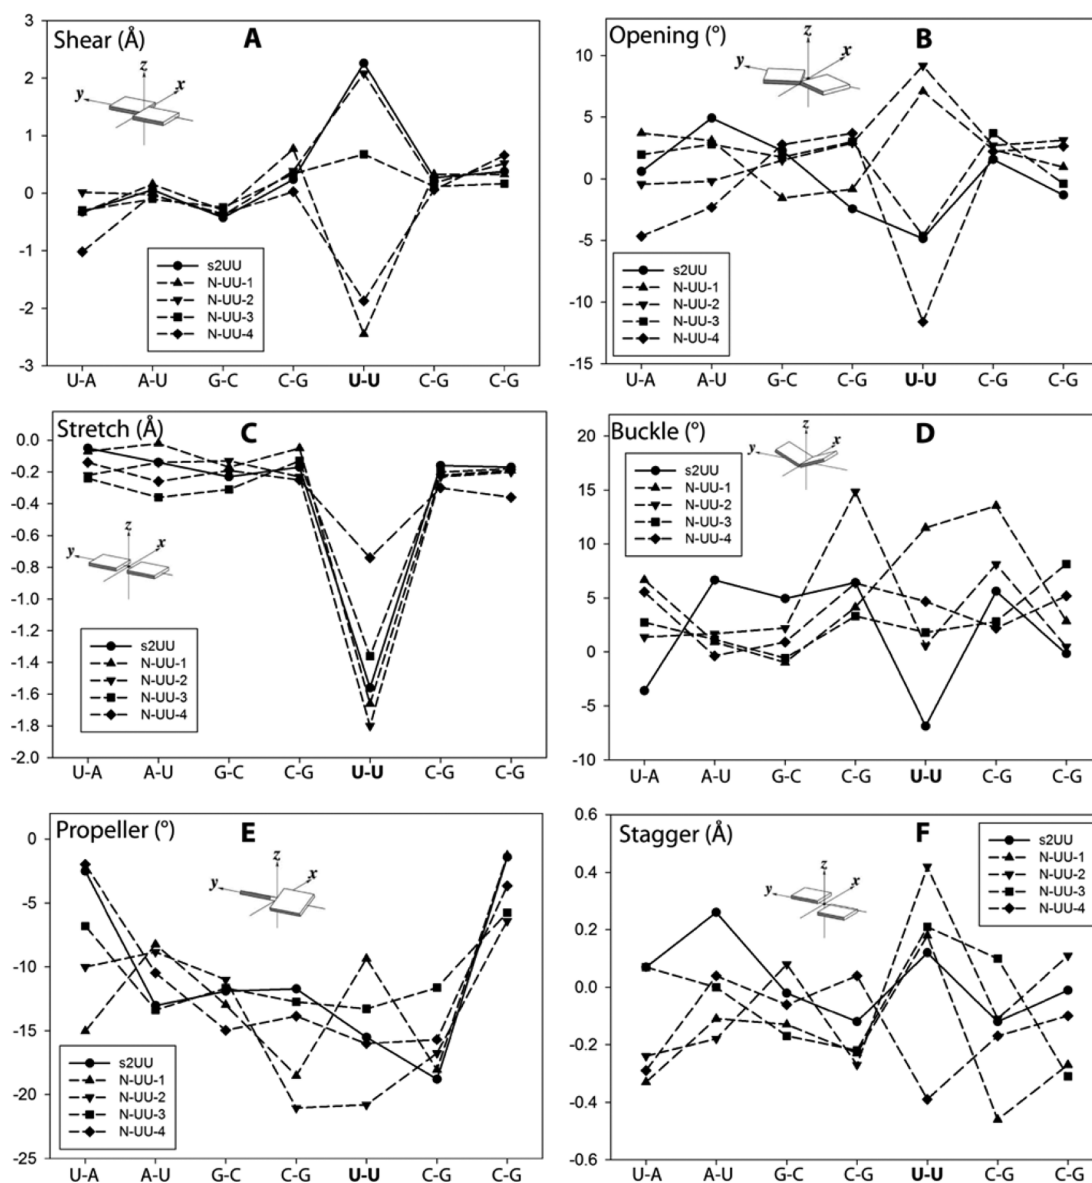 Shear (Å)
A
z
y
x
3
2
1
0
-1
-2
-3
s2UU
N-UU-1
N-UU-2
N-UU-3
N-UU-4
U-A A-U G-C C-G U-U C-G C-G
Opening (°)
B
z
y
x
10
5
0
-5
-10
-15
s2UU
N-UU-1
N-UU-2
N-UU-3
N-UU-4
U-A A-U G-C C-G U-U C-G C-G
Stretch (Å)
C
z
y
x
0.0
-0.2
-0.4
-0.6
-0.8
-1.0
-1.2
-1.4
-1.6
-1.8
-2.0
s2UU
N-UU-1
N-UU-2
N-UU-3
N-UU-4
U-A A-U G-C C-G U-U C-G C-G
Buckle (°)
D
z
y
x
20
15
10
5
0
-5
-10
s2UU
N-UU-1
N-UU-2
N-UU-3
N-UU-4
U-A A-U G-C C-G U-U C-G C-G
Propeller (°)
E
z
y
x
0
-5
-10
-15
-20
-25
s2UU
N-UU-1
N-UU-2
N-UU-3
N-UU-4
U-A A-U G-C C-G U-U C-G C-G
Stagger (Å)
F
z
y
x
0.6
0.4
0.2
0.0
-0.2
-0.4
-0.6
s2UU
N-UU-1
N-UU-2
N-UU-3
N-UU-4
U-A A-U G-C C-G U-U C-G C-G